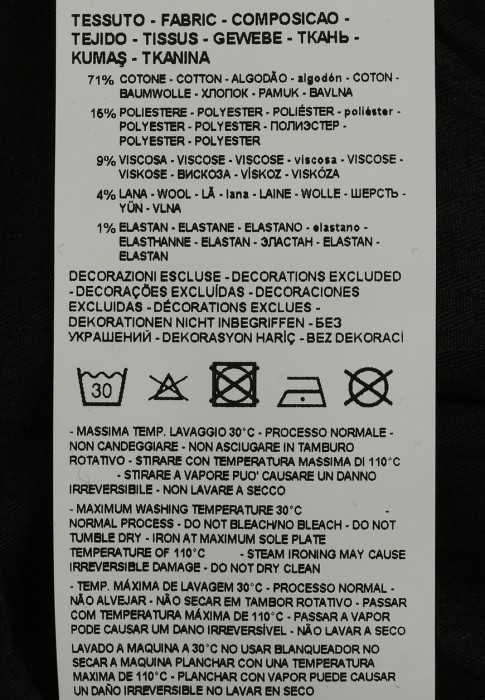 TESSUTO - FABRIC - COMPOSICAO -
TEJIDO - TISSUS - GEWEBE - ТКАНЬ -
KUMAŞ - TKANINA
71% COTONE - COTTON - ALGODÃO - algodón - COTON -
BAUMWOLLE - ХЛОПОК - PAMUK - BAVLNA
15% POLIESTERE - POLYESTER - POLIÉSTER - poliéster -
POLYESTER - POLYESTER - ПОЛИЭСТЕР -
POLYESTER - POLYESTER
9% VISCOSA - VISCOSE - VISCOSE - viscosa - VISCOSE -
VISKOSE - ВИСКОЗА - VİSKOZ - VISKÓZA
4% LANA - WOOL - LÃ - lana - LAINE - WOLLE - ШЕРСТЬ -
YÜN - VLNA
1% ELASTAN - ELASTANE - ELASTANO - elastano -
ELASTHANNE - ELASTAN - ЭЛАСТАН - ELASTAN -
ELASTAN
DECORAZIONI ESCLUSE - DECORATIONS EXCLUDED
- DECORAÇÕES EXCLUÍDAS - DECORACIONES
EXCLUIDAS - DÉCORATIONS EXCLUES -
DEKORATIONEN NICHT INBEGRIFFEN - БЕЗ
УКРАШЕНИЙ - DEKORASYON HARİÇ - BEZ DEKORACÍ
30
- MASSIMA TEMP. LAVAGGIO 30°C - PROCESSO NORMALE -
NON CANDEGGIARE - NON ASCIUGARE IN TAMBURO
ROTATIVO - STIRARE CON TEMPERATURA MASSIMA DI 110°C
- STIRARE A VAPORE PUO' CAUSARE UN DANNO
IRREVERSIBILE - NON LAVARE A SECCO
- MAXIMUM WASHING TEMPERATURE 30°C -
NORMAL PROCESS - DO NOT BLEACH/NO BLEACH - DO NOT
TUMBLE DRY - IRON AT MAXIMUM SOLE PLATE
TEMPERATURE OF 110°C - STEAM IRONING MAY CAUSE
IRREVERSIBLE DAMAGE - DO NOT DRY CLEAN
- TEMP. MÁXIMA DE LAVAGEM 30°C - PROCESSO NORMAL -
NÃO ALVEJAR - NÃO SECAR EM TAMBOR ROTATIVO - PASSAR
COM TEMPERATURA MÁXIMA DE 110°C - PASSAR A VAPOR
PODE CAUSAR UM DANO IRREVERSÍVEL - NÃO LAVAR A SECO
LAVADO A MAQUINA A 30°C NO USAR BLANQUEADOR NO
SECAR A MAQUINA PLANCHAR CON UNA TEMPERATURA
MAXIMA DE 110°C - PLANCHAR CON VAPOR PUEDE CAUSAR
UN DAÑO IRREVERSIBLE NO LAVAR EN SECO